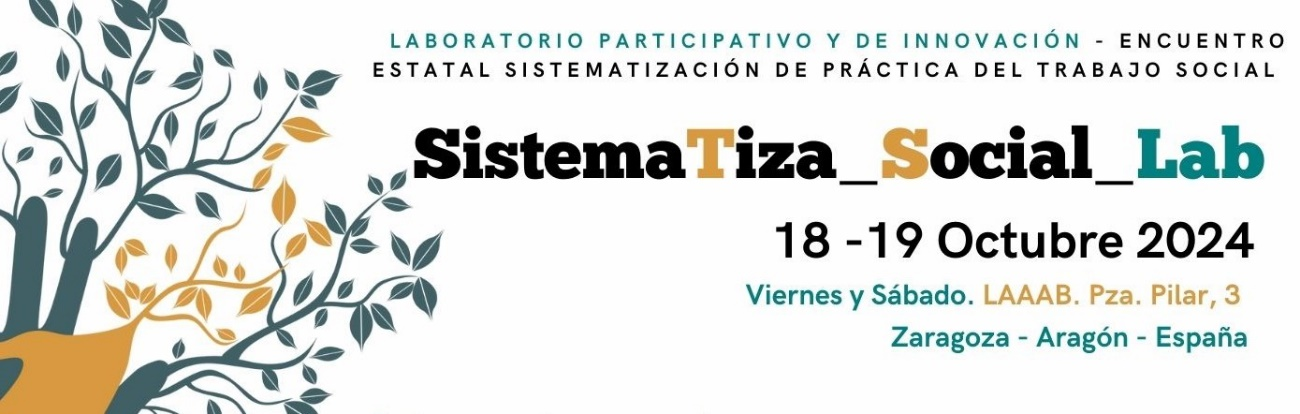 LABORATORIO PARTICIPATIVO Y DE INNOVACIÓN - ENCUENTRO
ESTATAL SISTEMATIZACIÓN DE PRÁCTICA DEL TRABAJO SOCIAL
SistemaTiza_Social_Lab
18 -19 Octubre 2024
Viernes y Sábado. LAAAB. Pza. Pilar, 3
Zaragoza - Aragón - España